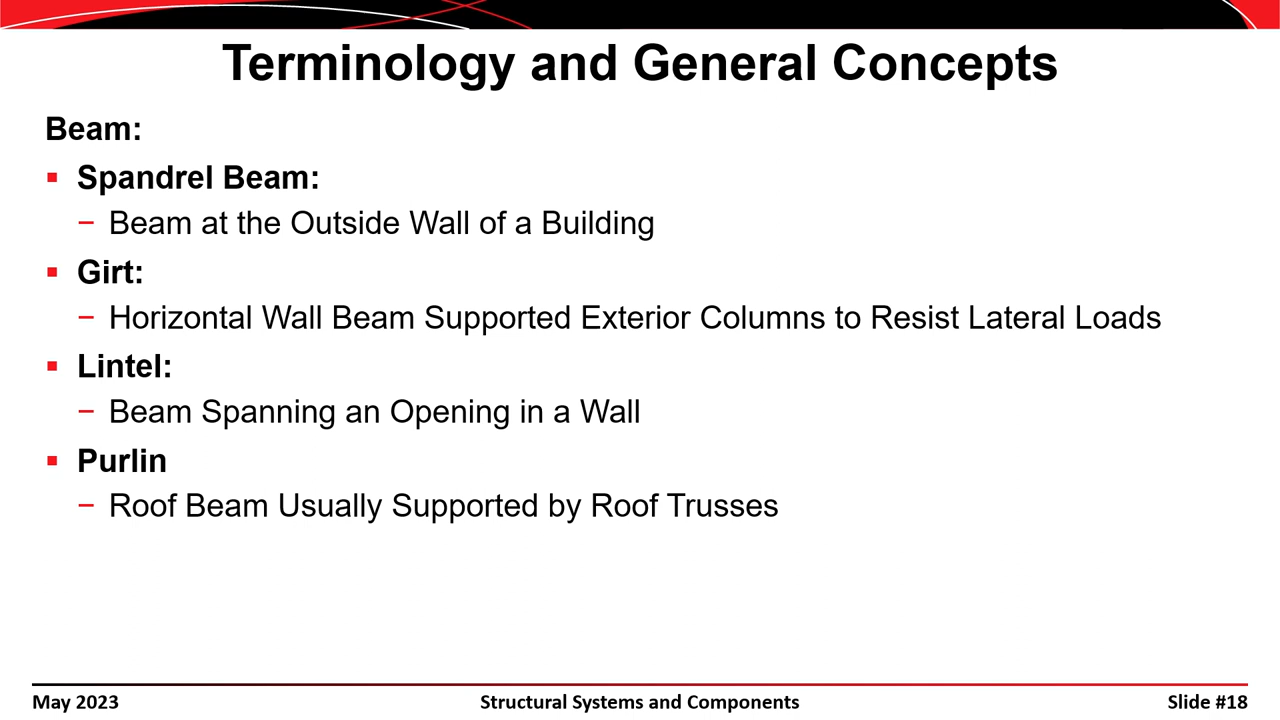 Terminology and General Concepts
Beam:
▪ Spandrel Beam:
− Beam at the Outside Wall of a Building
▪ Girt:
− Horizontal Wall Beam Supported Exterior Columns to Resist Lateral Loads
▪ Lintel:
− Beam Spanning an Opening in a Wall
▪ Purlin
− Roof Beam Usually Supported by Roof Trusses
May 2023 Structural Systems and Components Slide #18